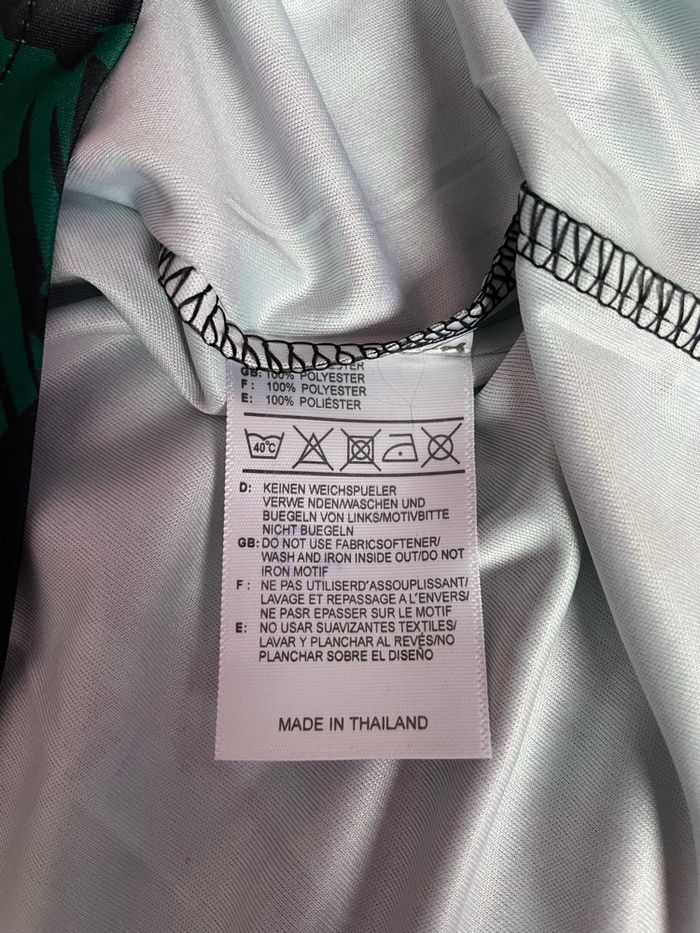 GB: 100% POLYESTER
F: 100% POLYESTER
E: 100% POLIÉSTER
40°C
D: KEINEN WEICHSPUELER
VERWE NDEN/WASCHEN UND
BUEGELN VON LINKS/MOTIVBITTE
NICHT BUEGELN
GB: DO NOT USE FABRICSOFTENER/
WASH AND IRON INSIDE OUT/DO NOT
IRON MOTIF
F: NE PAS UTILISERD'ASSOUPLISSANT/
LAVAGE ET REPASSAGE A L'ENVERS/
NE PASR EPASSER SUR LE MOTIF
E: NO USAR SUAVIZANTES TEXTILES/
LAVAR Y PLANCHAR AL REVÉS/NO
PLANCHAR SOBRE EL DISEÑO
MADE IN THAILAND